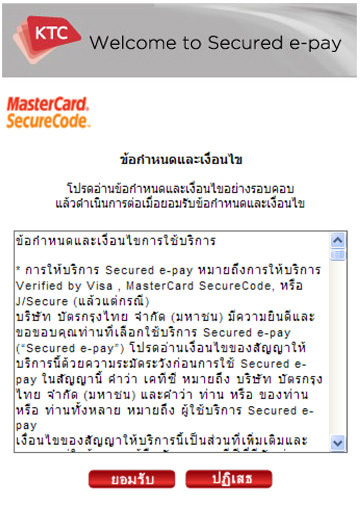 KTC
Welcome to Secured e-pay
MasterCard.
SecureCode.
ข้อกำหนดและเงื่อนไข
โปรดอ่านข้อกำหนดและเงื่อนไขอย่างรอบคอบ
แล้วดำเนินการต่อเมื่อยอมรับข้อกำหนดและเงื่อนไข
ข้อกำหนดและเงื่อนไขการใช้บริการ
* การให้บริการ Secured e-pay หมายถึงการให้บริการ
Verified by Visa , MasterCard SecureCode, หรือ
J/Secure (แล้วแต่กรณี)
บริษัท บัตรกรุงไทย จำกัด (มหาชน) มีความยินดีและ
ขอขอบคุณท่านที่เลือกใช้บริการ Secured e-pay
("Secured e-pay") โปรดอ่านเงื่อนไขของสัญญาให้
บริการนี้ด้วยความระมัดระวังก่อนการใช้ Secured e-
pay ในสัญญานี้ คำว่า เคทีซี หมายถึง บริษัท บัตรกรุง
ไทย จำกัด (มหาชน) และคำว่า ท่าน หรือ ของท่าน
หรือ ท่านทั้งหลาย หมายถึง ผู้ใช้บริการ Secured e-
pay
เงื่อนไขของสัญญาให้บริการนี้เป็นส่วนที่เพิ่มเติมและ
ยอมรับ
ปฏิเสธ